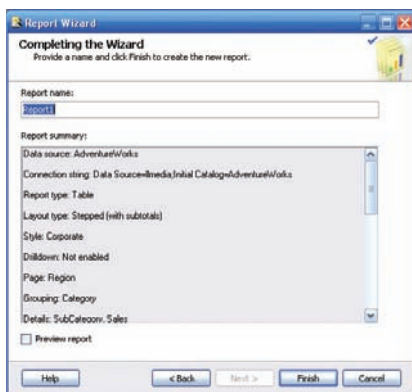 Report Wizard
Completing the Wizard
Provide a name and click Finish to create the new report.
Report name:
Report1
Report summary:
Data source: AdventureWorks
Connection string: Data Source=llmedia;Initial Catalog=AdventureWorks
Report type: Table
Layout type: Stepped (with subtotals)
Style: Corporate
Drilldown: Not enabled
Page: Region
Grouping: Category
Details: SubCategory, Sales
Preview report
Help < Back Next > Finish Cancel